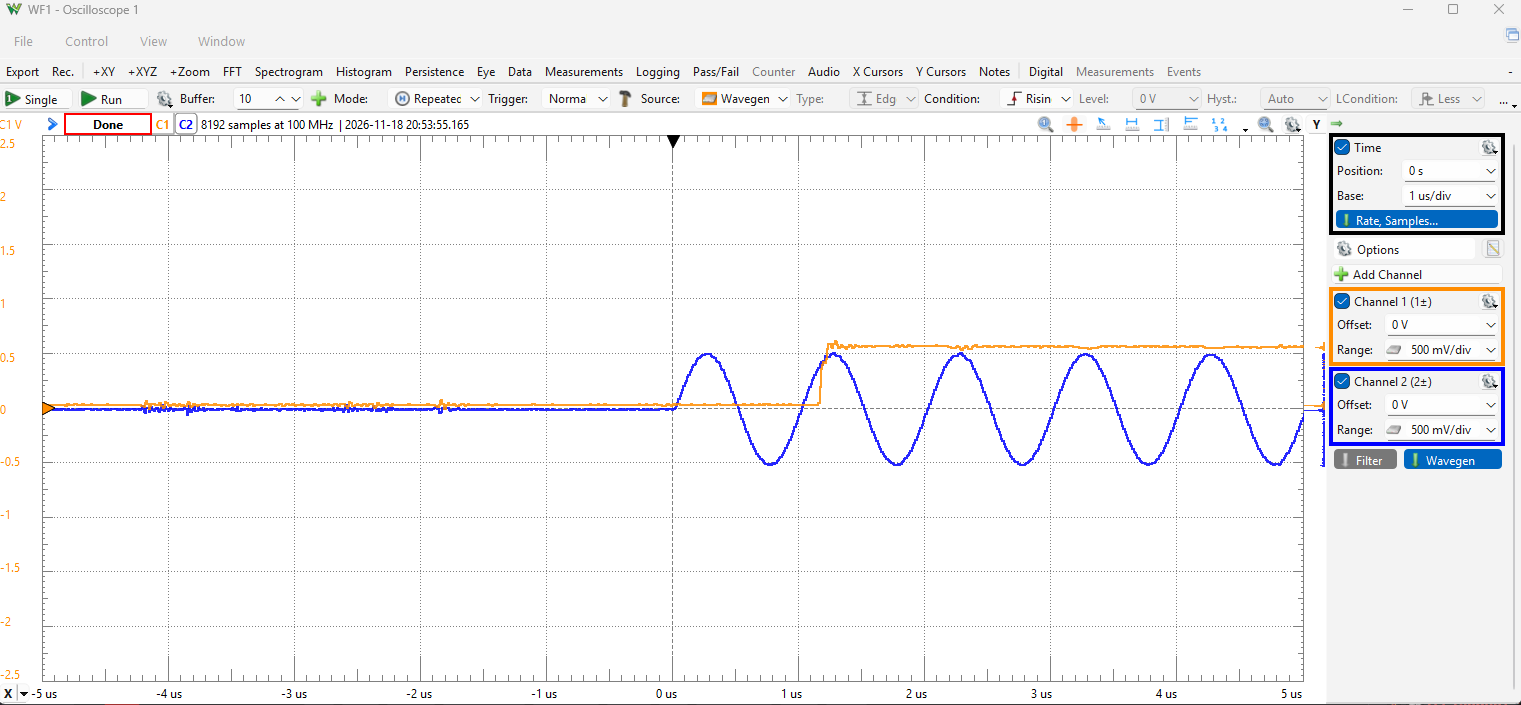 WF1 - Oscilloscope 1
File Control View Window
Export Rec. +XY +XYZ +Zoom FFT Spectrogram Histogram Persistence Eye Data Measurements Logging Pass/Fail Counter Audio X Cursors Y Cursors Notes Digital Measurements Events
Single Run Buffer: 10 Mode: Repeatec Trigger: Norma Source: Wavegen Type: Edg Condition: Risin Level: 0 V Hyst.: Auto LCondition: Less ...
C1 V Done C1 C2 8192 samples at 100 MHz | 2026-11-18 20:53:55.165 Y
2.5
2
1.5
1
0.5
0
-0.5
-1
-1.5
-2
-2.5
X -5 us -4 us -3 us -2 us -1 us 0 us 1 us 2 us 3 us 4 us 5 us
Time
Position: 0 s
Base: 1 us/div
Rate, Samples...
Options
Add Channel
Channel 1 (1±)
Offset: 0 V
Range: 500 mV/div
Channel 2 (2±)
Offset: 0 V
Range: 500 mV/div
Filter Wavegen